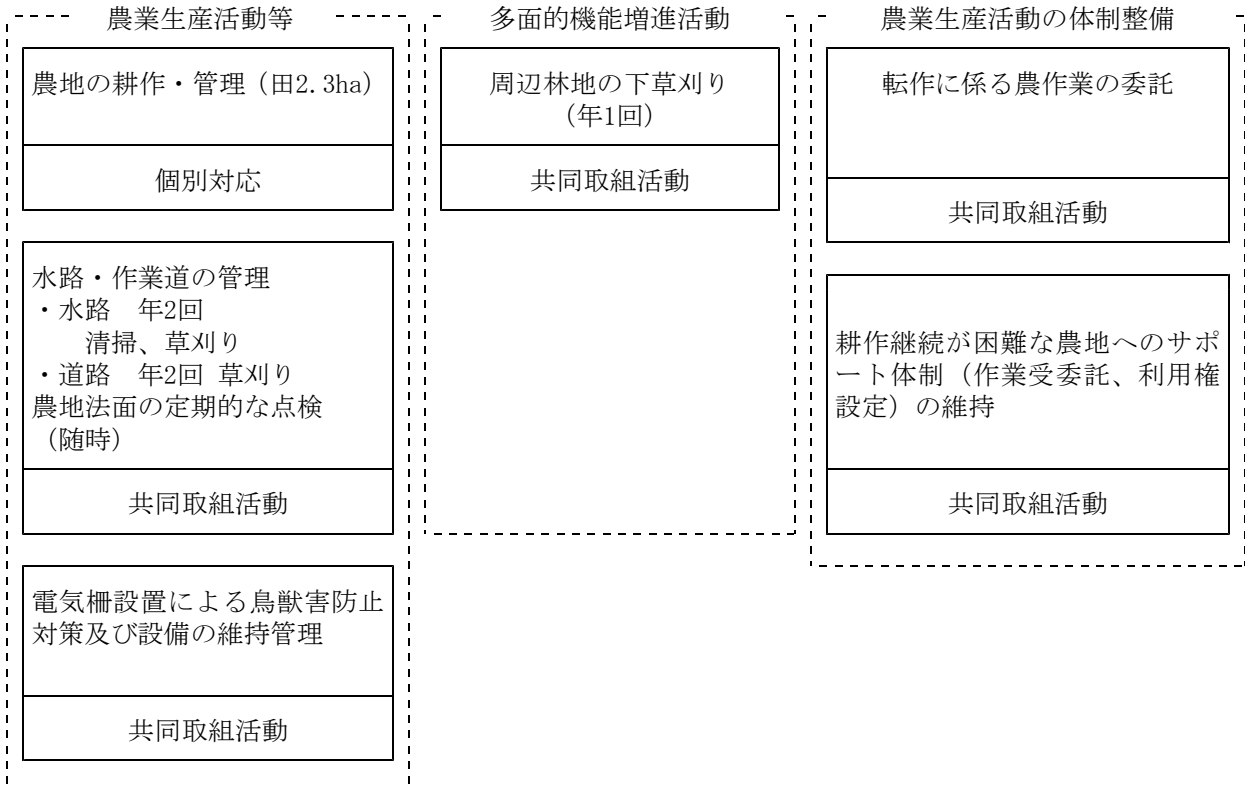 農業生産活動等
農地の耕作・管理（田2.3ha）
個別対応
水路・作業道の管理
・水路　年2回
清掃、草刈り
・道路　年2回 草刈り
農地法面の定期的な点検
（随時）
共同取組活動
電気柵設置による鳥獣害防止
対策及び設備の維持管理
共同取組活動
多面的機能増進活動
周辺林地の下草刈り
（年1回）
共同取組活動
農業生産活動の体制整備
転作に係る農作業の委託
共同取組活動
耕作継続が困難な農地へのサポ
ート体制（作業受委託、利用権
設定）の維持
共同取組活動